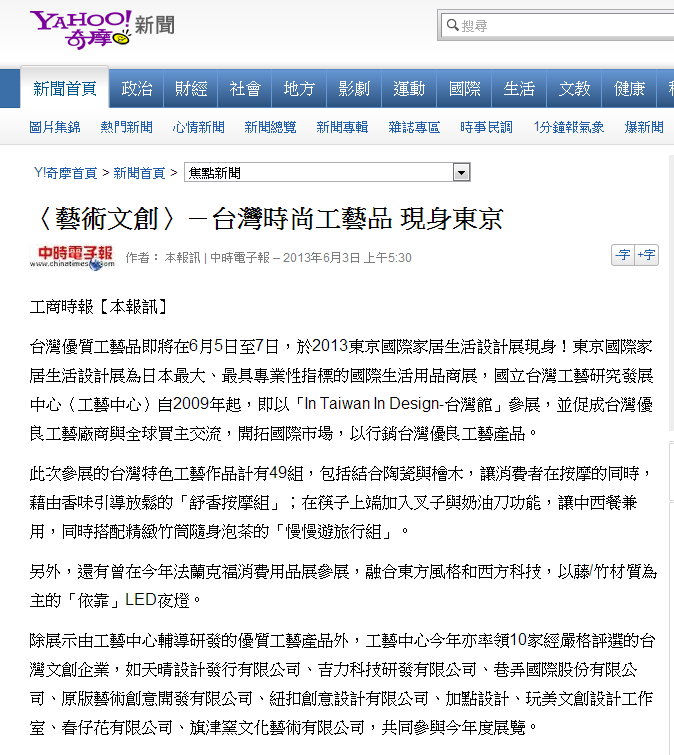 YAHOO! 奇摩 新聞
搜尋
新聞首頁 政治 財經 社會 地方 影劇 運動 國際 生活 文教 健康
圖片集錦 熱門新聞 心情新聞 新聞總覽 新聞專輯 雜誌專區 時事民調 1分鐘報氣象 爆新聞
Y!奇摩首頁 > 新聞首頁 > 焦點新聞
〈藝術文創〉－台灣時尚工藝品 現身東京
中時電子報
www.chinatimes.com
作者： 本報訊 | 中時電子報 – 2013年6月3日 上午5:30
-字 +字
工商時報【本報訊】
台灣優質工藝品即將在6月5日至7日，於2013東京國際家居生活設計展現身！東京國際家
居生活設計展為日本最大、最具專業性指標的國際生活用品商展，國立台灣工藝研究發展
中心（工藝中心）自2009年起，即以「In Taiwan In Design-台灣館」參展，並促成台灣優
良工藝廠商與全球買主交流，開拓國際市場，以行銷台灣優良工藝產品。
此次參展的台灣特色工藝作品計有49組，包括結合陶瓷與檜木，讓消費者在按摩的同時，
藉由香味引導放鬆的「舒香按摩組」；在筷子上端加入叉子與奶油刀功能，讓中西餐兼
用，同時搭配精緻竹筒隨身泡茶的「慢慢遊旅行組」。
另外，還有曾在今年法蘭克福消費用品展參展，融合東方風格和西方科技，以藤/竹材質為
主的「依靠」LED夜燈。
除展示由工藝中心輔導研發的優質工藝產品外，工藝中心今年亦率領10家經嚴格評選的台
灣文創企業，如天晴設計發行有限公司、吉力科技研發有限公司、巷弄國際股份有限公
司、原版藝術創意開發有限公司、紐扣創意設計有限公司、加點設計、玩美文創設計工作
室、春仔花有限公司、旗津窯文化藝術有限公司，共同參與今年度展覽。